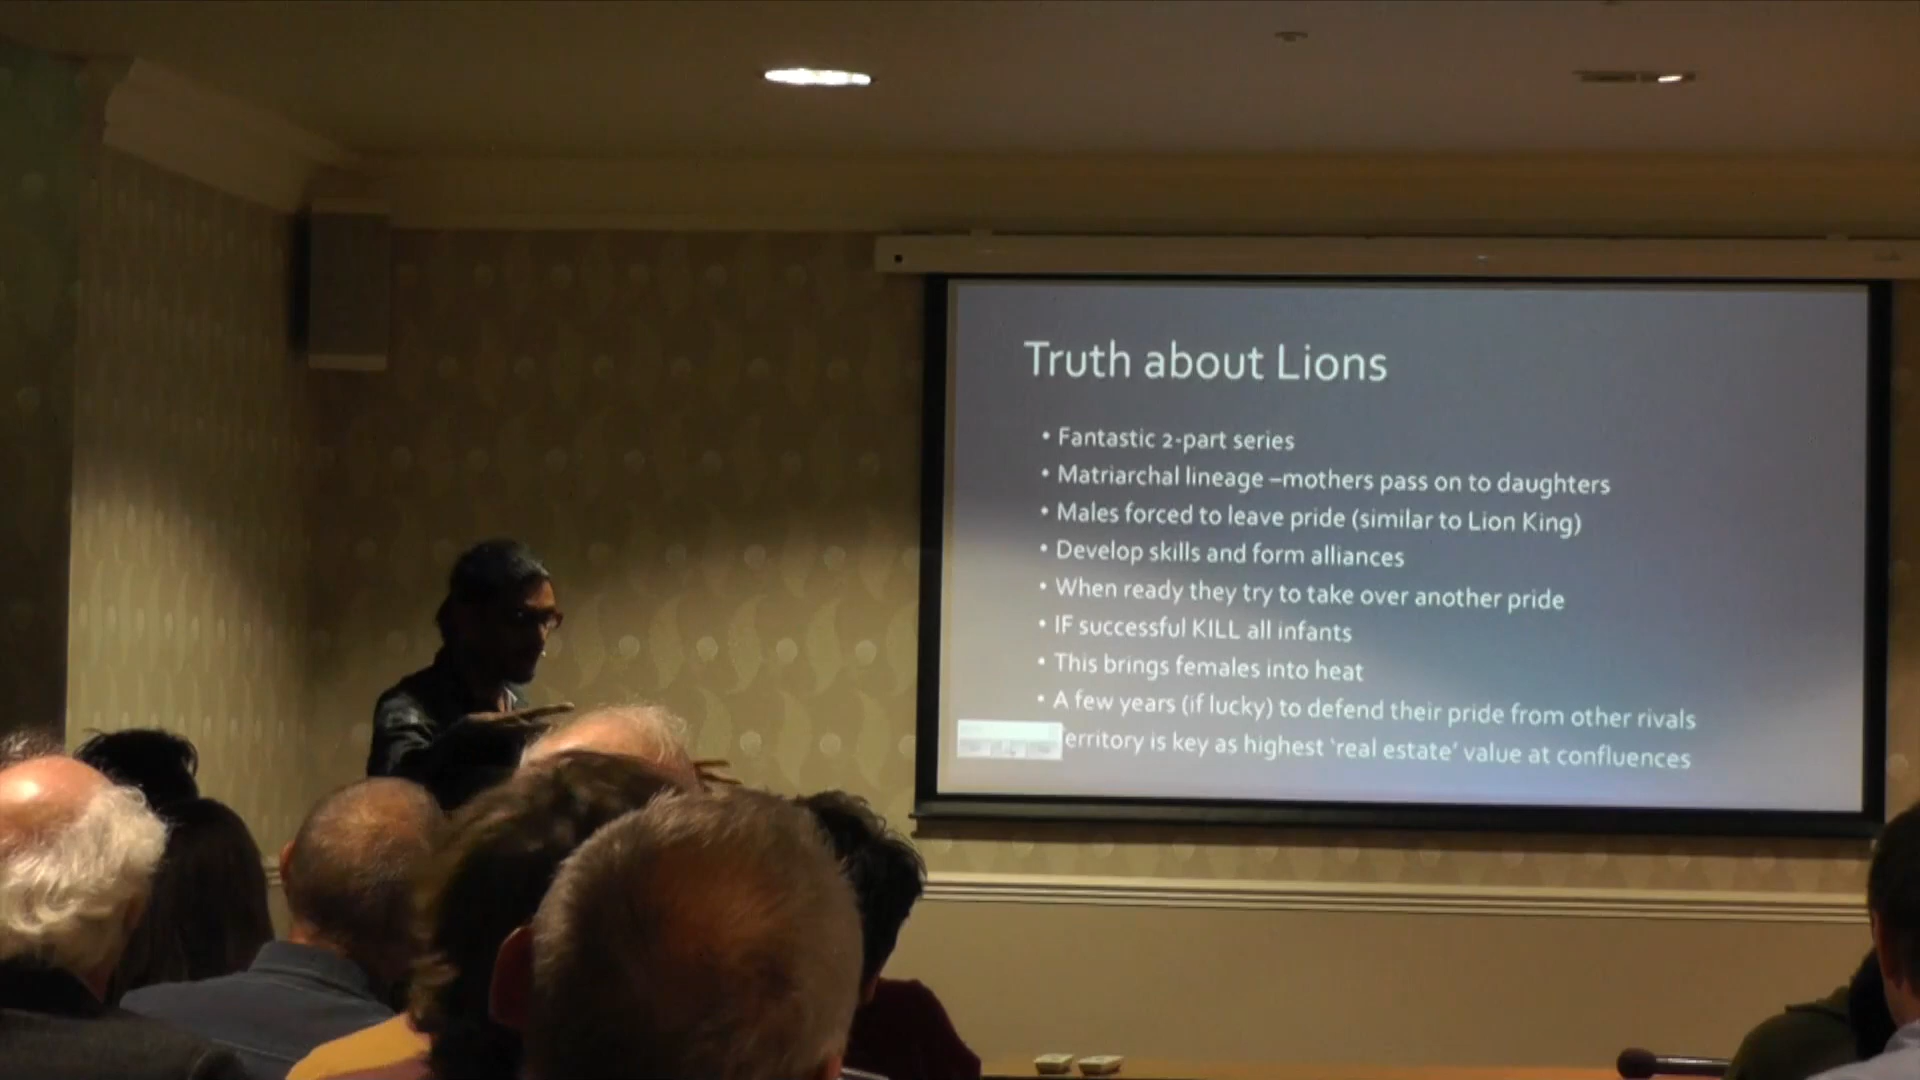 Truth about Lions
• Fantastic 2-part series
• Matriarchal lineage –mothers pass on to daughters
• Males forced to leave pride (similar to Lion King)
• Develop skills and form alliances
• When ready they try to take over another pride
• IF successful KILL all infants
• This brings females into heat
• A few years (if lucky) to defend their pride from other rivals
erritory is key as highest ‘real estate’ value at confluences